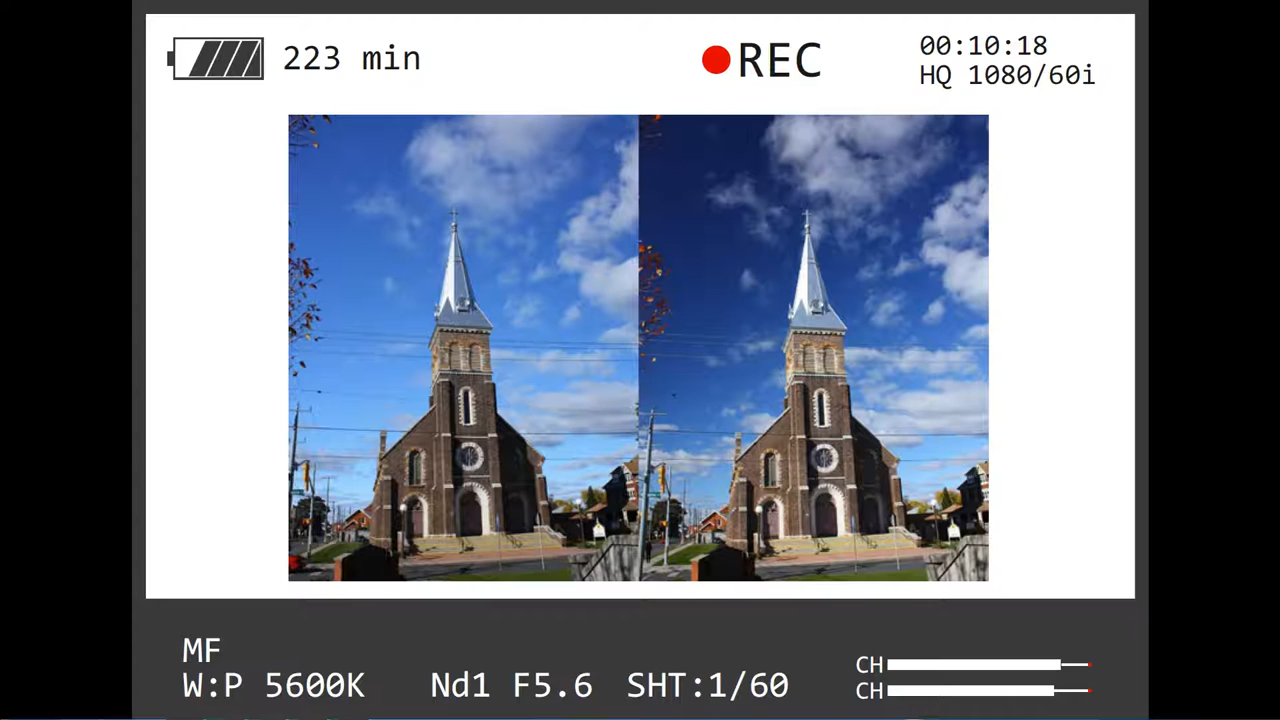 223 min
REC
00:10:18
HQ 1080/60i
MF
W:P 5600K Nd1 F5.6 SHT:1/60
CH
CH